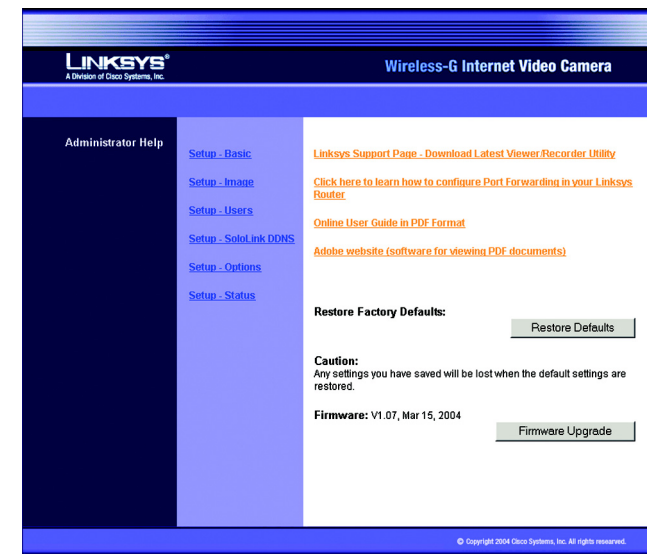 LINKSYS®
A Division of Cisco Systems, Inc.
Wireless-G Internet Video Camera
Administrator Help
Setup - Basic
Setup - Image
Setup - Users
Setup - SoloLink DDNS
Setup - Options
Setup - Status
Linksys Support Page - Download Latest Viewer/Recorder Utility
Click here to learn how to configure Port Forwarding in your Linksys
Router
Online User Guide in PDF Format
Adobe website (software for viewing PDF documents)
Restore Factory Defaults:
Restore Defaults
Caution:
Any settings you have saved will be lost when the default settings are
restored.
Firmware: V1.07, Mar 15, 2004
Firmware Upgrade
© Copyright 2004 Cisco Systems, Inc. All rights researved.